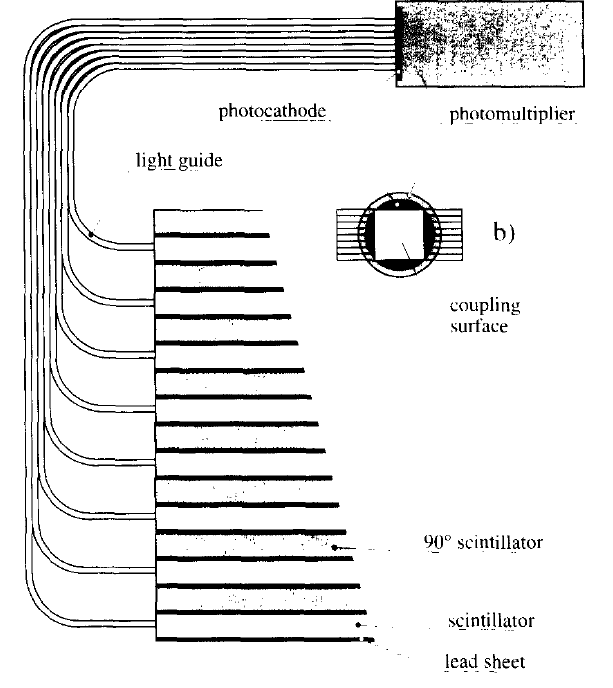 photocathode
photomultiplier
light guide
b)
coupling
surface
90° scintillator
scintillator
lead sheet